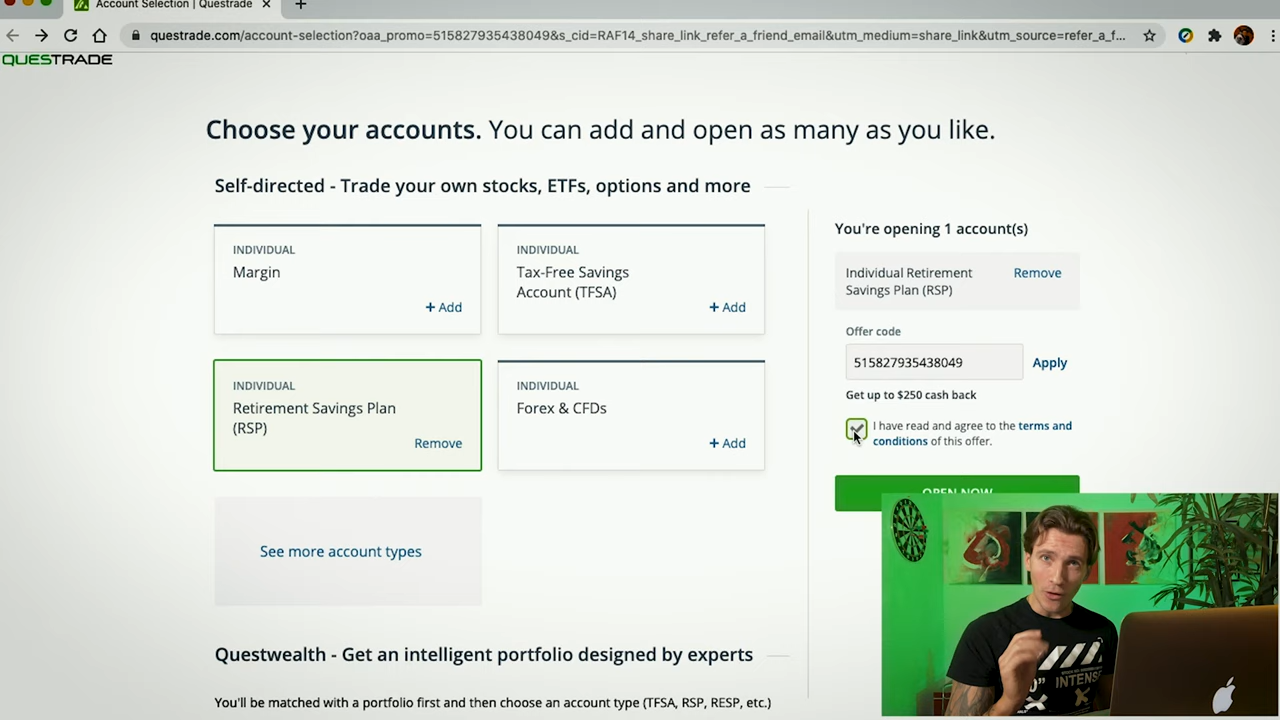 Account Selection | Questrade
questrade.com/account-selection?oaa_promo=515827935438049&s_cid=RAF14_share_link_refer_a_friend_email&utm_medium=share_link&utm_source=refer_a_f...
QUESTRADE
Choose your accounts. You can add and open as many as you like.
Self-directed - Trade your own stocks, ETFs, options and more
INDIVIDUAL
Margin
+ Add
INDIVIDUAL
Tax-Free Savings
Account (TFSA)
+ Add
INDIVIDUAL
Retirement Savings Plan
(RSP)
Remove
INDIVIDUAL
Forex & CFDs
+ Add
See more account types
Questwealth - Get an intelligent portfolio designed by experts
You'll be matched with a portfolio first and then choose an account type (TFSA, RSP, RESP, etc.)
You're opening 1 account(s)
Individual Retirement
Savings Plan (RSP)
Remove
Offer code
515827935438049
Apply
Get up to $250 cash back
I have read and agree to the terms and
conditions of this offer.
OPEN NOW
INTENSE